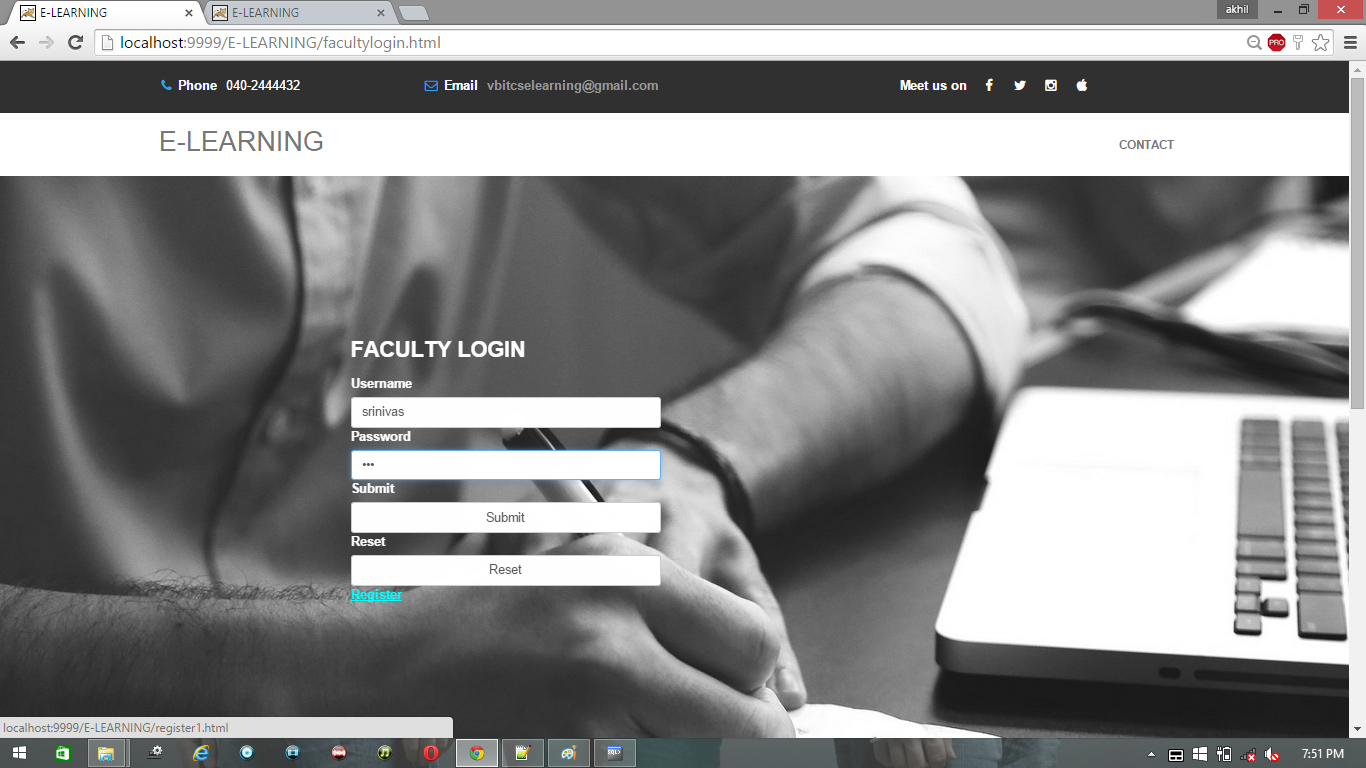 E-LEARNING
E-LEARNING
akhil
localhost:9999/E-LEARNING/facultylogin.html
PRO
Phone 040-2444432
Email vbitcselearning@gmail.com
Meet us on
E-LEARNING
CONTACT
FACULTY LOGIN
Username
srinivas
Password
•••
Submit
Submit
Reset
Reset
Register
localhost:9999/E-LEARNING/register1.html
SQL
7:51 PM